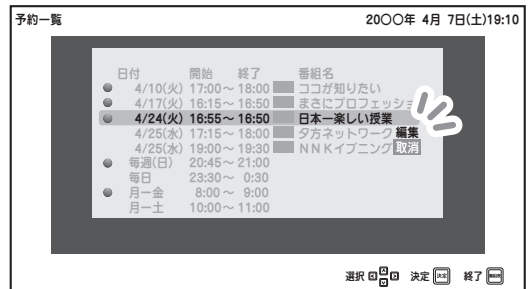 予約一覧 20〇〇年 4月 7日(土)19:10
日付 開始 終了 番組名
4/10(火) 17:00〜 18:00 ココが知りたい
4/17(火) 16:15〜 16:50 まさにプロフェッショ
4/24(火) 16:55〜 16:50 日本一楽しい授業
4/25(水) 17:15〜 18:00 夕方ネットワーク 編集
4/25(水) 19:00〜 19:30 NNKイブニング 取消
毎週(日) 20:45〜 21:00
毎日 23:30〜 0:30
月ー金 8:00〜 9:00
月ー土 10:00〜 11:00
選択 決定 決定 終了